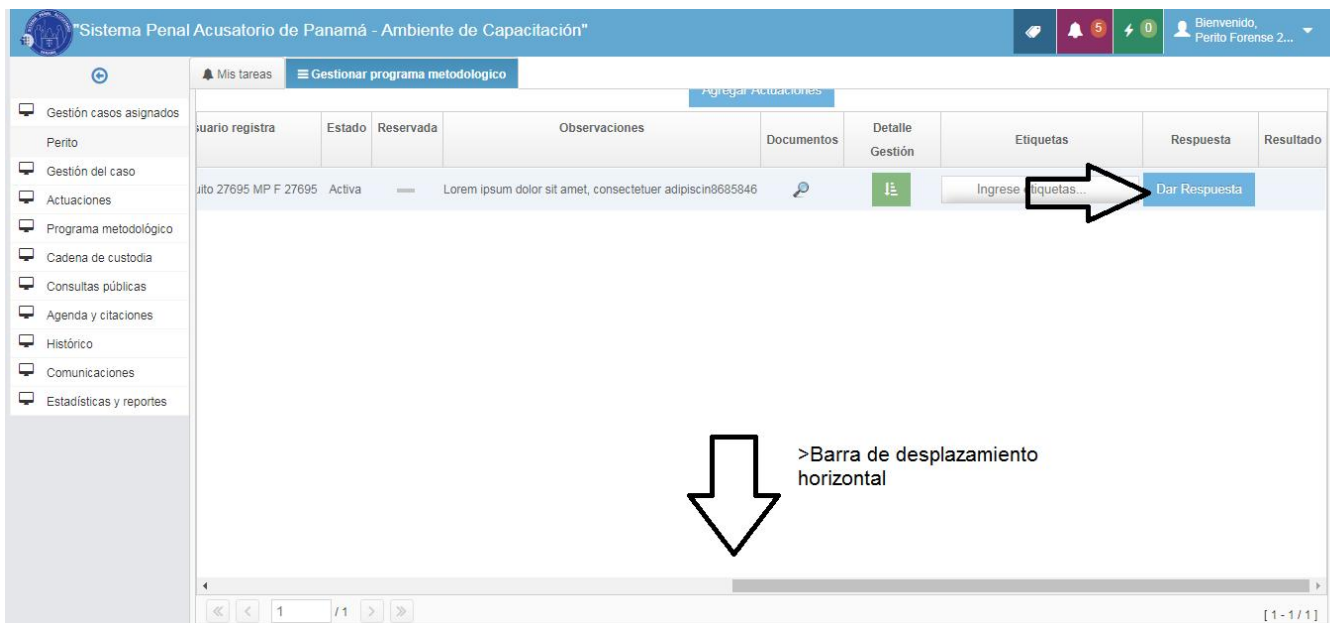 "Sistema Penal Acusatorio de Panamá - Ambiente de Capacitación"
5
0
Bienvenido,
Perito Forense 2...
Mis tareas
Gestionar programa metodologico
Gestión casos asignados
Perito
Gestión del caso
Actuaciones
Programa metodológico
Cadena de custodia
Consultas públicas
Agenda y citaciones
Histórico
Comunicaciones
Estadísticas y reportes
Agregar Actuaciones
suario registra
Estado
Reservada
Observaciones
Documentos
Detalle
Gestión
Etiquetas
Respuesta
Resultado
uito 27695 MP F 27695
Activa
Lorem ipsum dolor sit amet, consectetuer adipiscin8685846
Ingrese etiquetas...
Dar Respuesta
>Barra de desplazamiento
horizontal
1
/ 1
[ 1 - 1 / 1 ]